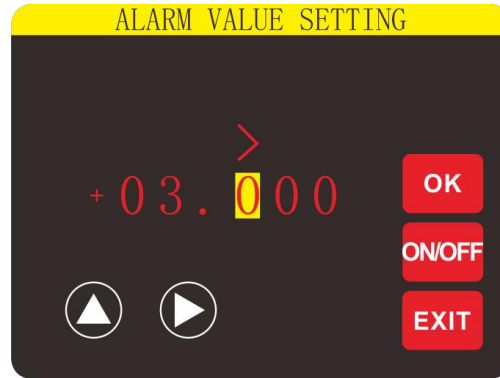 ALARM VALUE SETTING
>
+03.000
OK
ON/OFF
EXIT